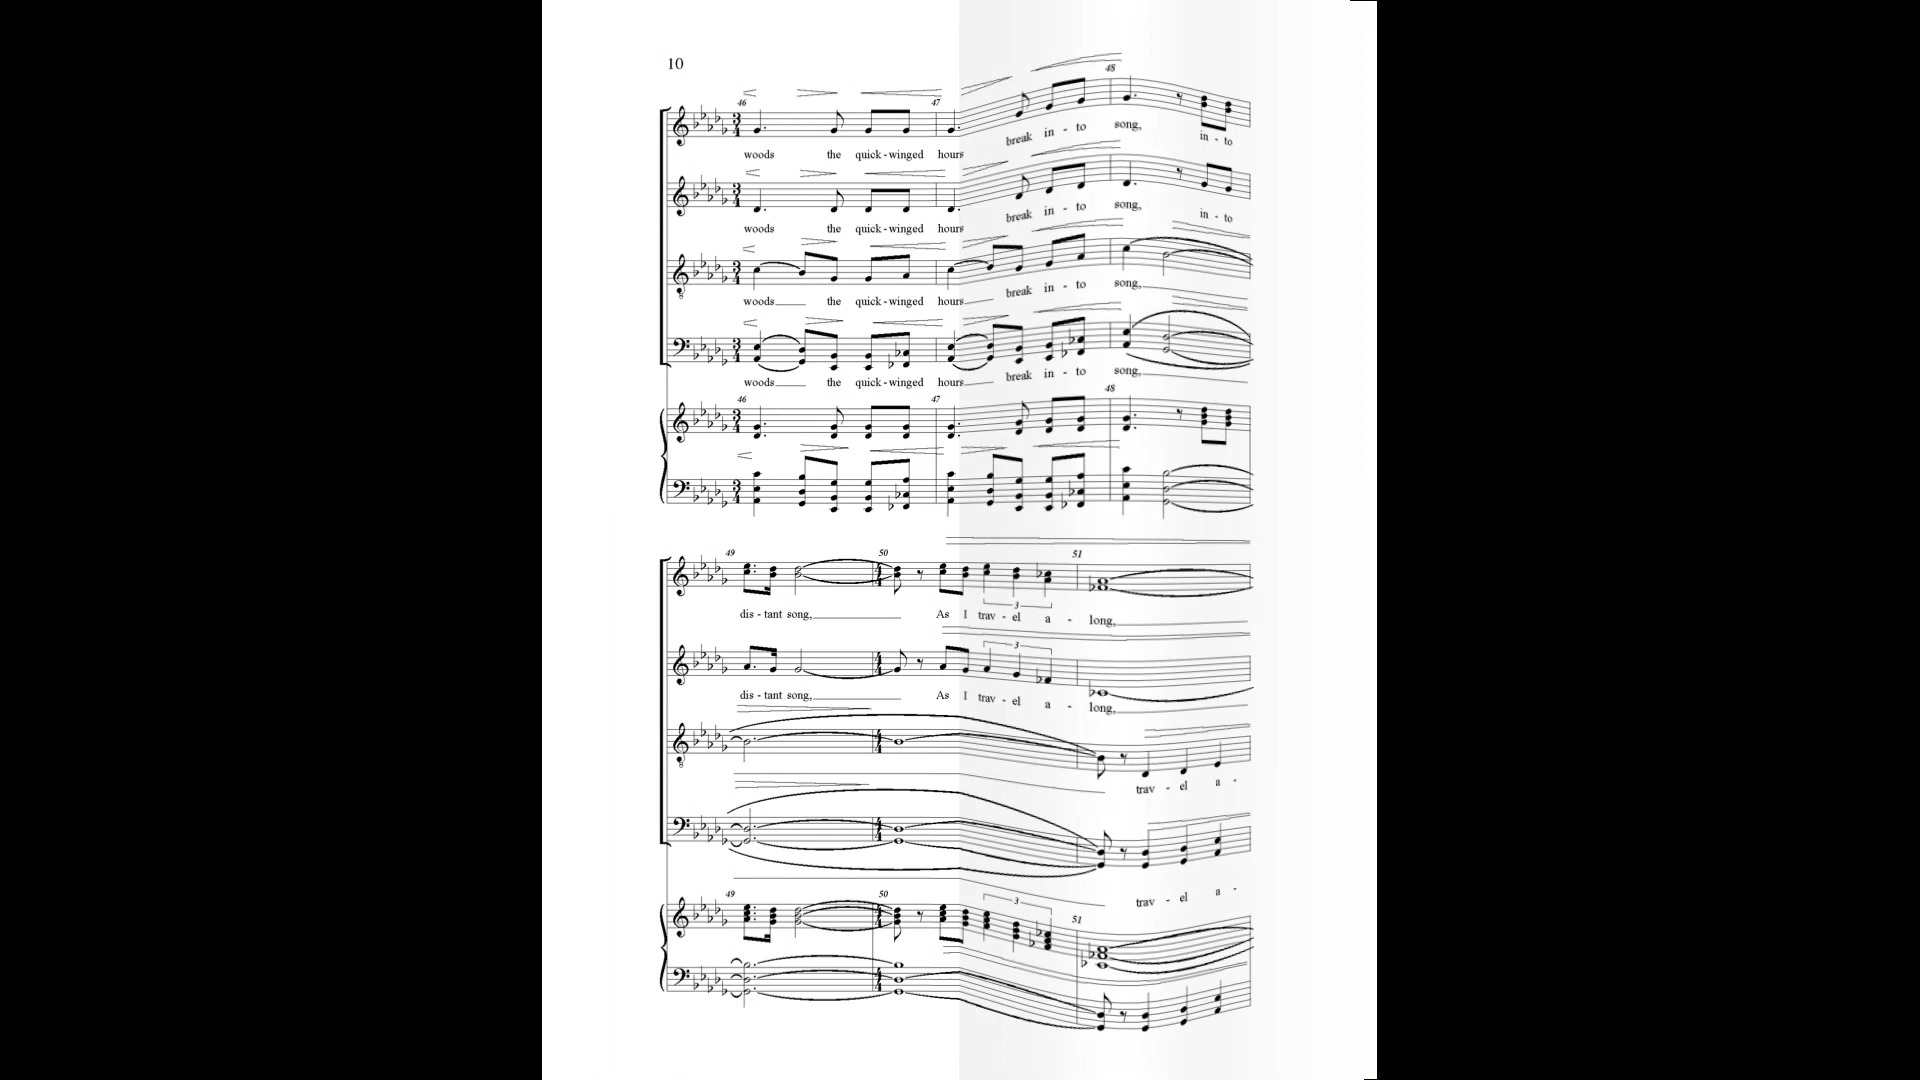 10
46 47 48
woods the quick - winged hours break in - to song, in - to
woods the quick - winged hours break in - to song, in - to
woods the quick - winged hours break in - to song,
woods the quick - winged hours break in - to song,
46 47 48
49 50 51
3
dis - tant song, As I trav - el a - long,
3
dis - tant song, As I trav - el a - long,
trav - el a -
trav - el a -
49 50 3 51